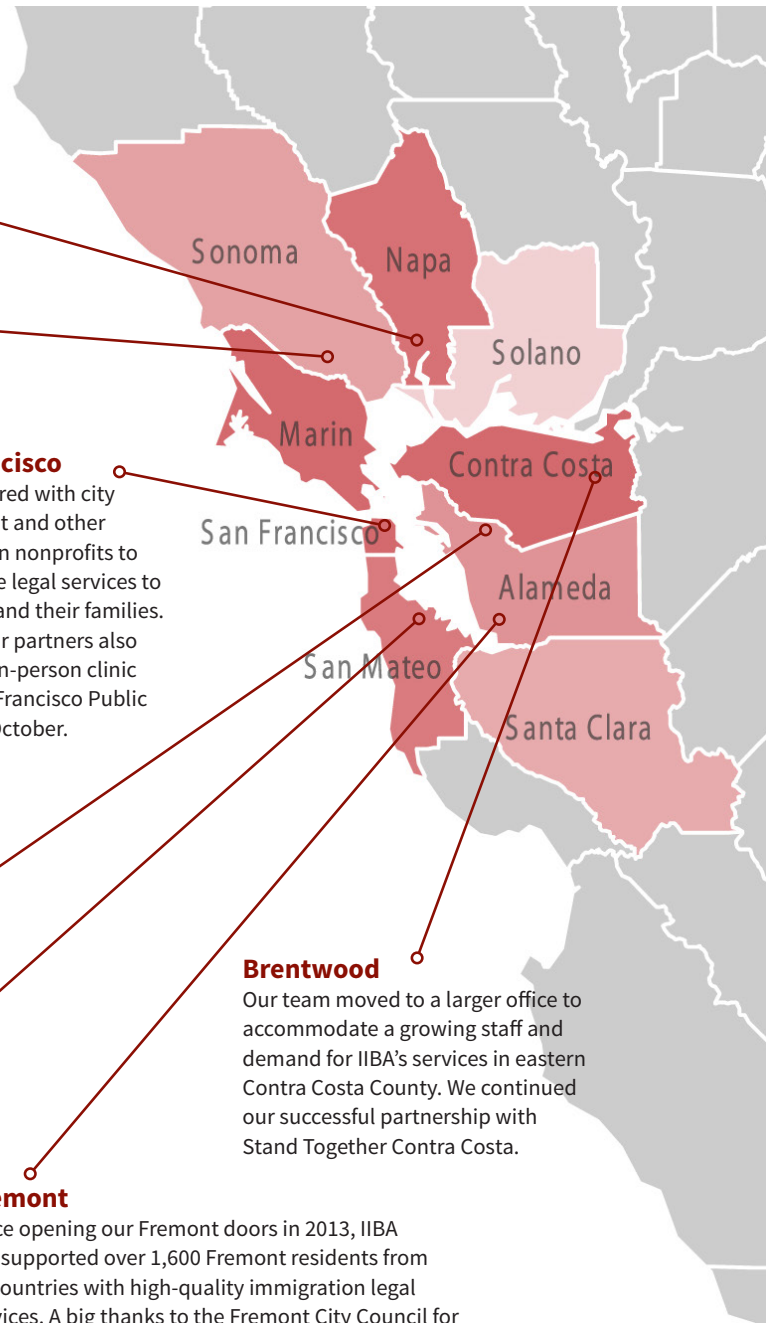 Sonoma
Napa
Solano
Marin
Contra Costa
San Francisco
Alameda
San Mateo
Santa Clara
cisco
red with city
t and other
n nonprofits to
e legal services to
and their families.
r partners also
n-person clinic
Francisco Public
ctober.
Brentwood
Our team moved to a larger office to
accommodate a growing staff and
demand for IIBA’s services in eastern
Contra Costa County. We continued
our successful partnership with
Stand Together Contra Costa.
emont
ce opening our Fremont doors in 2013, IIBA
supported over 1,600 Fremont residents from
countries with high-quality immigration legal
vices. A big thanks to the Fremont City Council for